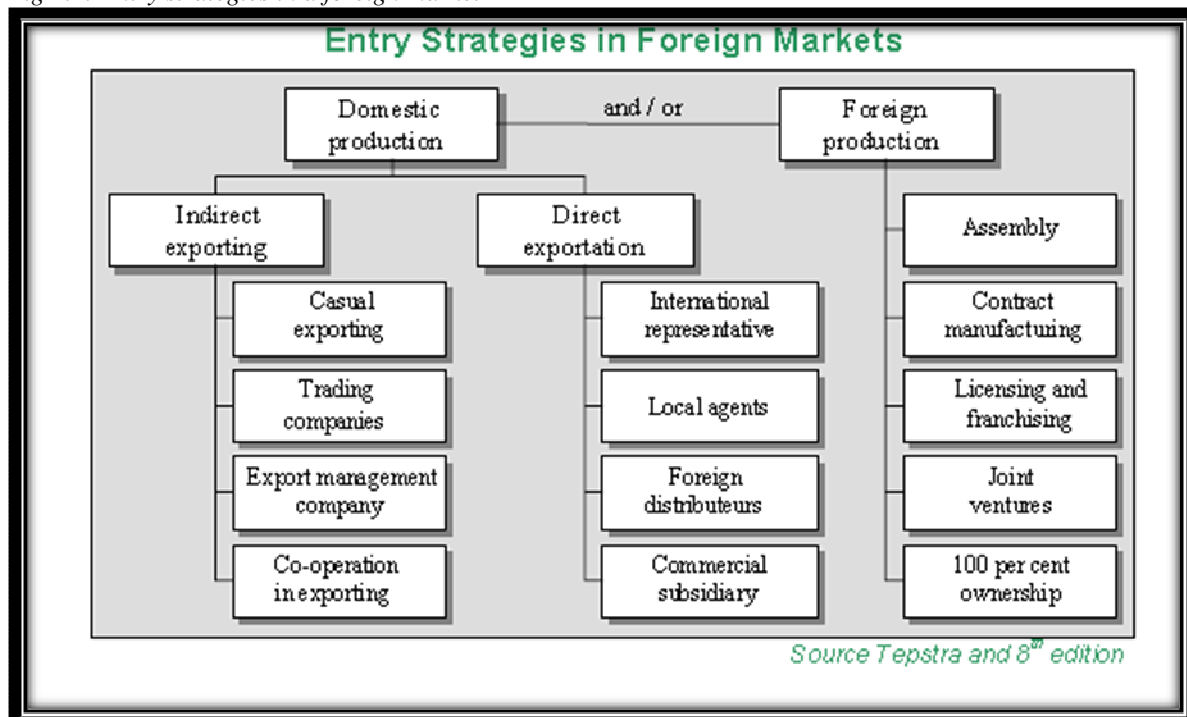 Entry Strategies in Foreign Markets
Domestic
production
and / or
Foreign
production
Indirect
exporting
Direct
exportation
Casual
exporting
Trading
companies
Export management
company
Co-operation
in exporting
International
representative
Local agents
Foreign
distributeurs
Commercial
subsidiary
Assembly
Contract
manufacturing
Licensing and
franchising
Joint
ventures
100 per cent
ownership
Source Tepstra and 8th edition